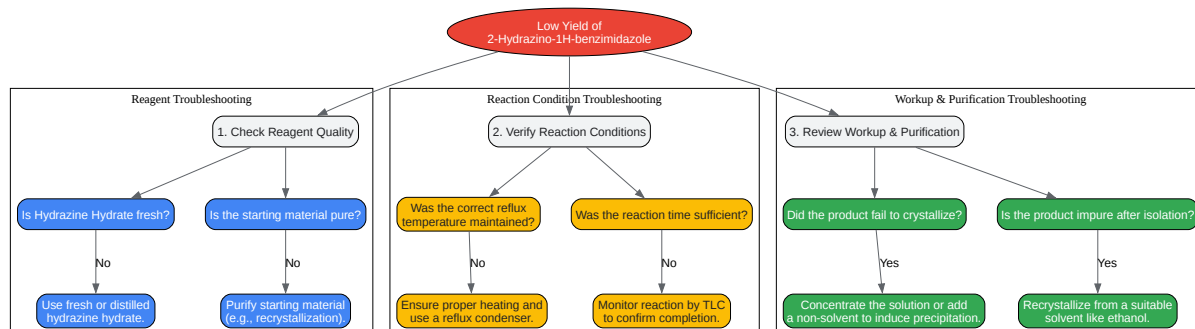 Low Yield of
2-Hydrazino-1H-benzimidazole
Reagent Troubleshooting
Reaction Condition Troubleshooting
Workup & Purification Troubleshooting
1. Check Reagent Quality
2. Verify Reaction Conditions
3. Review Workup & Purification
Is Hydrazine Hydrate fresh?
Is the starting material pure?
Was the correct reflux
temperature maintained?
Was the reaction time sufficient?
Did the product fail to crystallize?
Is the product impure after isolation?
No
No
No
No
Yes
Yes
Use fresh or distilled
hydrazine hydrate.
Purify starting material
(e.g., recrystallization).
Ensure proper heating and
use a reflux condenser.
Monitor reaction by TLC
to confirm completion.
Concentrate the solution or add
a non-solvent to induce precipitation.
Recrystallize from a suitable
solvent like ethanol.